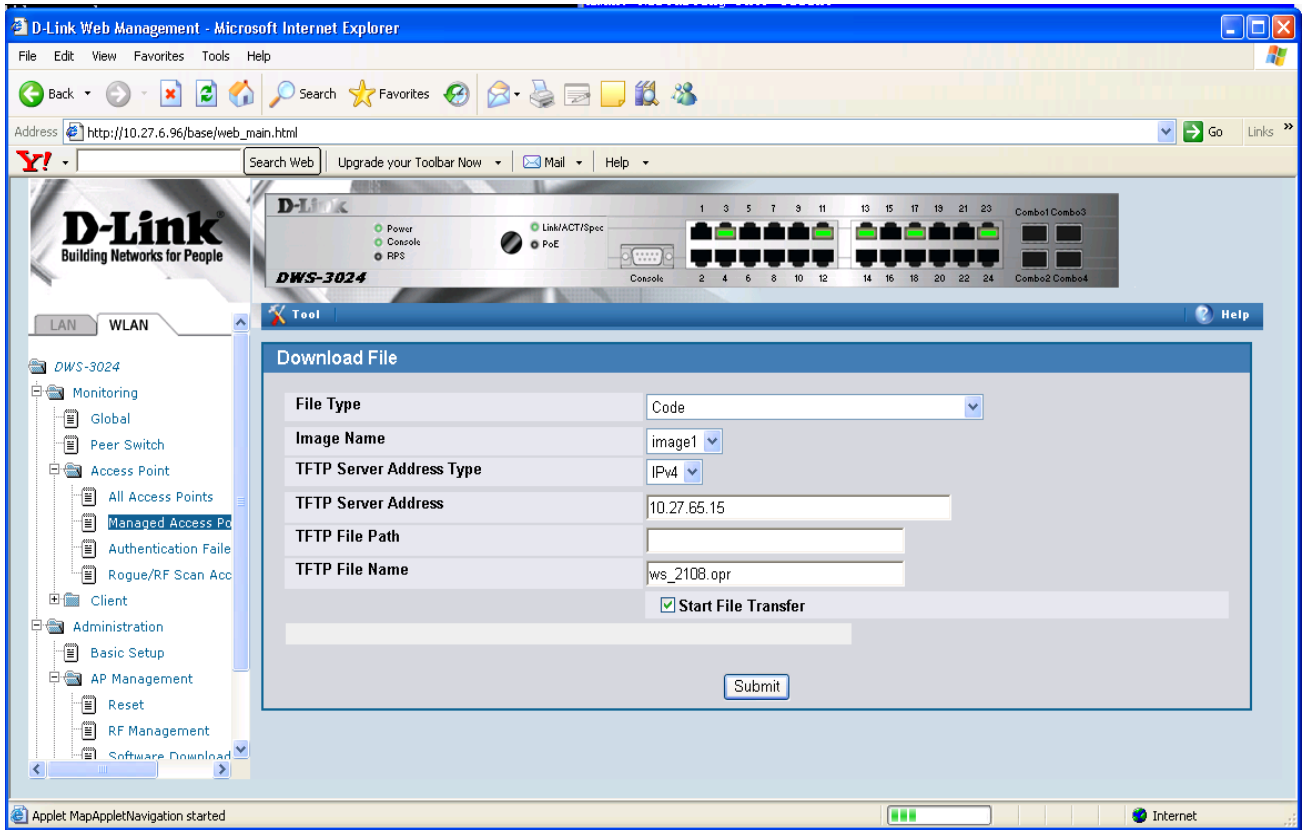 D-Link Web Management - Microsoft Internet Explorer
File Edit View Favorites Tools Help
Back Search Favorites
Address http://10.27.6.96/base/web_main.html Go Links »
Y! Search Web Upgrade your Toolbar Now Mail Help
D-Link
Building Networks for People
D-Link
1 3 5 7 9 11 13 15 17 19 21 23 Combo1 Combo3
Power Link/ACT/Spec
Console PoE
RPS
DWS-3024 Console 2 4 6 8 10 12 14 16 18 20 22 24 Combo2 Combo4
LAN WLAN
Tool Help
DWS-3024
Monitoring
Global
Peer Switch
Access Point
All Access Points
Managed Access Po
Authentication Faile
Rogue/RF Scan Acc
Client
Administration
Basic Setup
AP Management
Reset
RF Management
Software Download
Download File
File Type Code
Image Name image1
TFTP Server Address Type IPv4
TFTP Server Address 10.27.65.15
TFTP File Path
TFTP File Name ws_2108.opr
Start File Transfer
Submit
Applet MapAppletNavigation started Internet